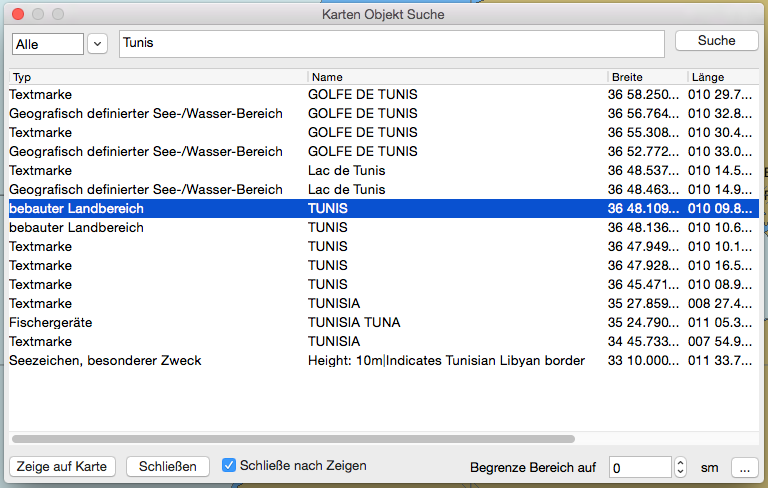 Karten Objekt Suche
Alle Tunis Suche
Typ Name Breite Länge
Textmarke GOLFE DE TUNIS 36 58.250... 010 29.7...
Geografisch definierter See-/Wasser-Bereich GOLFE DE TUNIS 36 56.764... 010 32.8...
Textmarke GOLFE DE TUNIS 36 55.308... 010 30.4...
Geografisch definierter See-/Wasser-Bereich GOLFE DE TUNIS 36 52.772... 010 33.0...
Textmarke Lac de Tunis 36 48.537... 010 14.5...
Geografisch definierter See-/Wasser-Bereich Lac de Tunis 36 48.463... 010 14.9...
bebauter Landbereich TUNIS 36 48.109... 010 09.8...
bebauter Landbereich TUNIS 36 48.136... 010 10.6...
Textmarke TUNIS 36 47.949... 010 10.1...
Textmarke TUNIS 36 47.928... 010 16.5...
Textmarke TUNIS 36 45.471... 010 08.9...
Textmarke TUNISIA 35 27.859... 008 27.4...
Fischergeräte TUNISIA TUNA 35 24.790... 011 05.3...
Textmarke TUNISIA 34 45.733... 007 54.9...
Seezeichen, besonderer Zweck Height: 10m|Indicates Tunisian Libyan border 33 10.000... 011 33.7...
Zeige auf Karte Schließen Schließe nach Zeigen Begrenze Bereich auf 0 sm ...